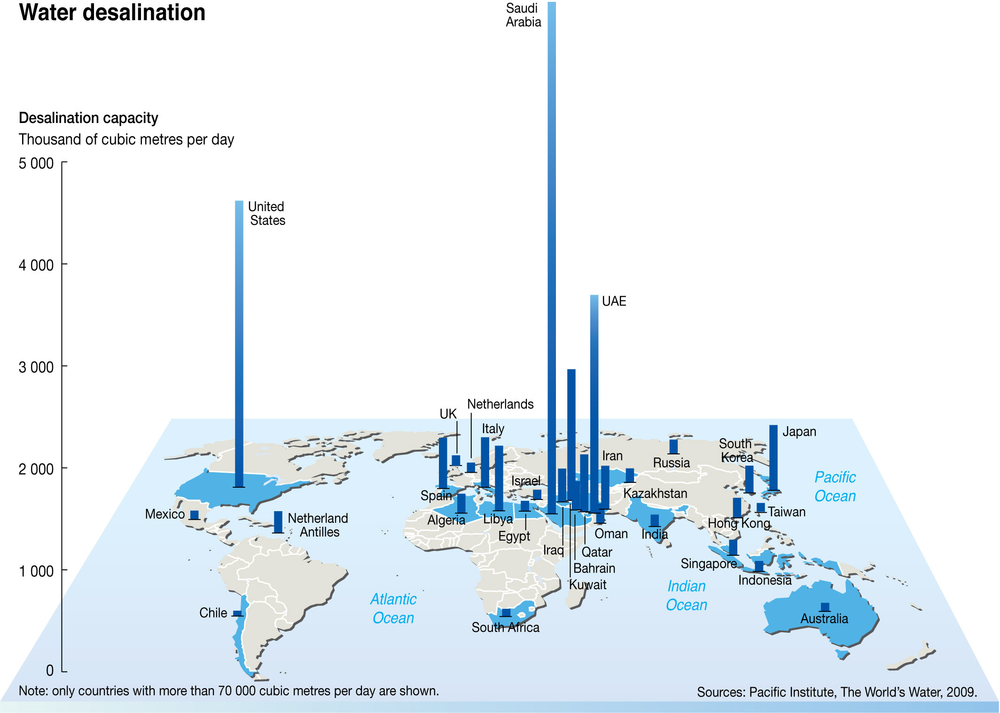 Water desalination
Saudi
Arabia
Desalination capacity
Thousand of cubic metres per day
5 000
4 000
3 000
2 000
1 000
0
United
States
UAE
Netherlands
UK
Italy
Japan
South
Korea
Iran
Russia
Israel
Spain
Kazakhstan
Pacific
Ocean
Mexico
Netherland
Antilles
Algeria
Libya
Egypt
Oman
India
Hong Kong
Taiwan
Iraq
Qatar
Bahrain
Kuwait
Singapore
Indonesia
Indian
Ocean
Atlantic
Ocean
Chile
South Africa
Australia
Note: only countries with more than 70 000 cubic metres per day are shown.
Sources: Pacific Institute, The World’s Water, 2009.